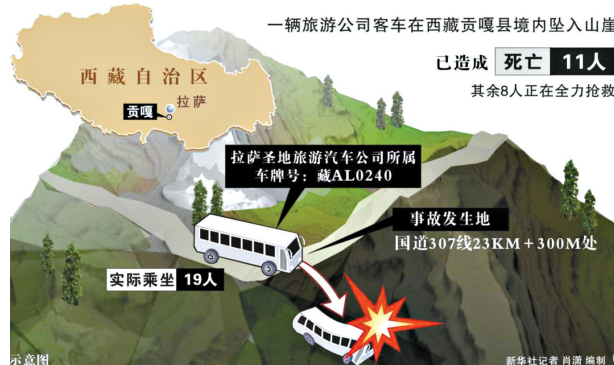 一辆旅游公司客车在西藏贡嘎县境内坠入山崖
已造成 死亡 11人
其余8人正在全力抢救
西藏自治区
拉萨
贡嘎
拉萨圣地旅游汽车公司所属
车牌号：藏AL0240
事故发生地
国道307线23KM＋300M处
实际乘坐 19人
示意图
新华社记者 肖潇 编制